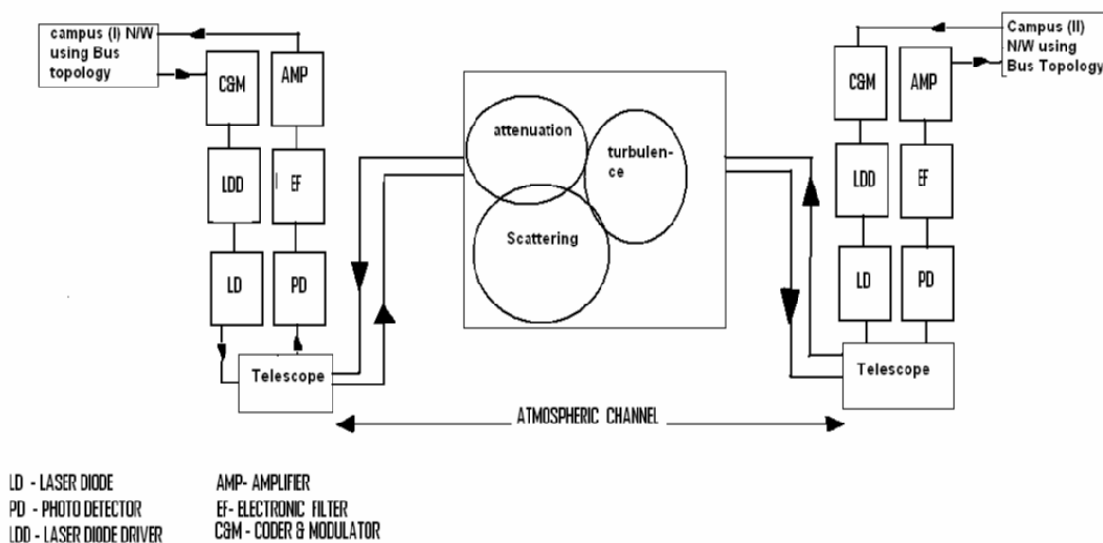 campus (I) N/W
using Bus
topology
C&M
AMP
LDD
EF
LD
PD
Telescope
attenuation
turbulen-
ce
Scattering
Campus (II)
N/W using
Bus Topology
C&M
AMP
LDD
EF
LD
PD
Telescope
ATMOSPHERIC CHANNEL
LD - LASER DIODE
PD - PHOTO DETECTOR
LDD - LASER DIODE DRIVER
AMP- AMPLIFIER
EF- ELECTRONIC FILTER
C&M - CODER & MODULATOR